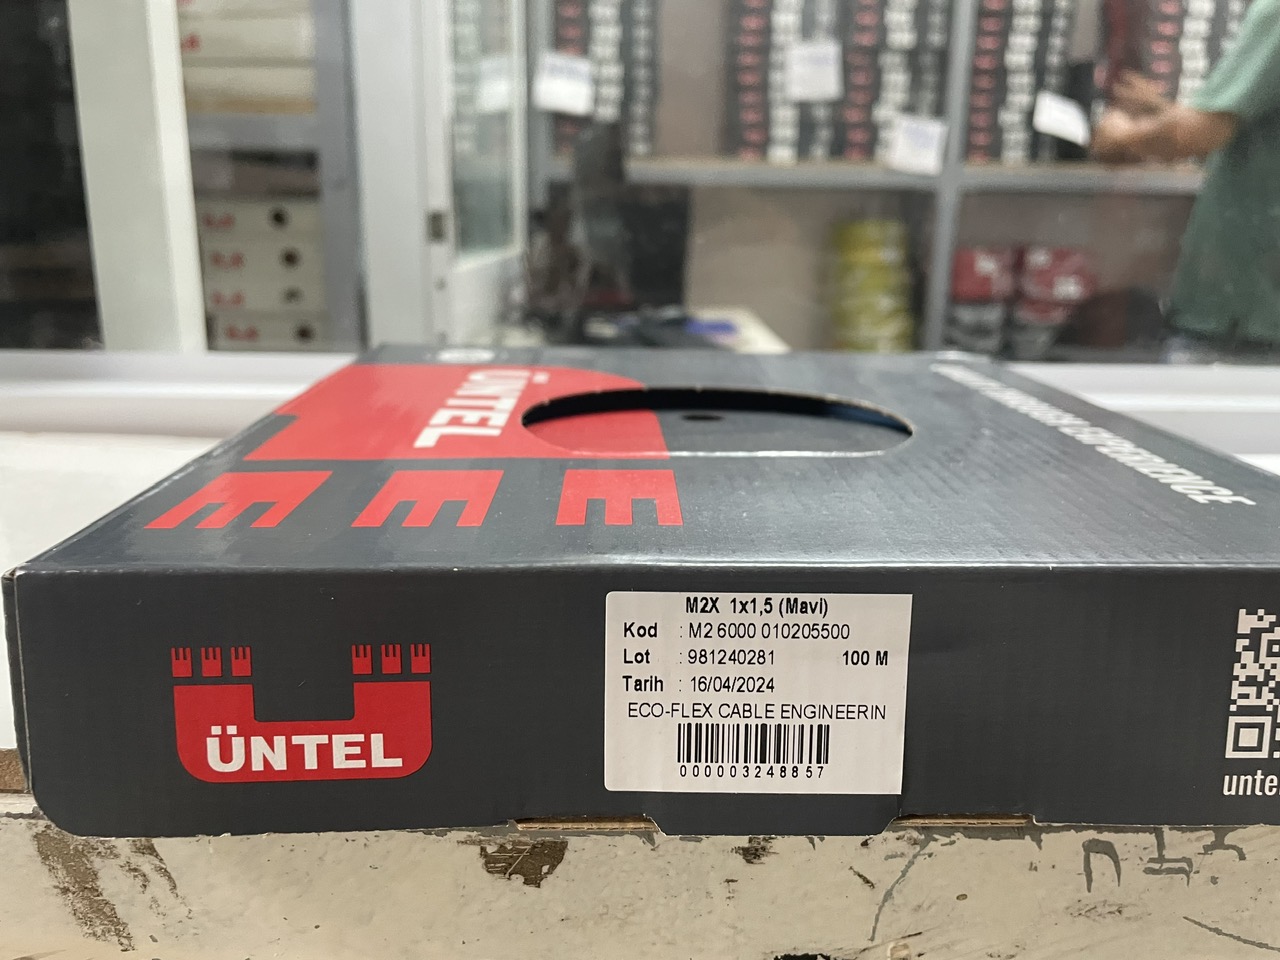 ÜNTEL
M2X 1x1,5 (Mavi)
Kod : M2 6000 010205500
Lot : 981240281 100 M
Tarih : 16/04/2024
ECO-FLEX CABLE ENGINEERIN
000003248857
ÜNTEL